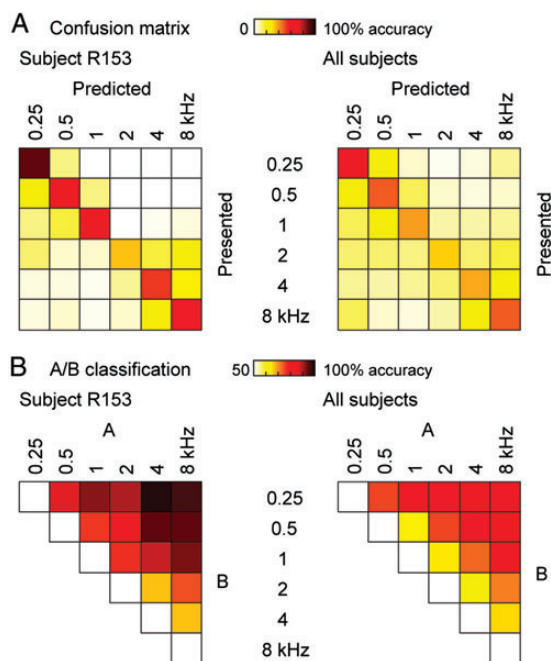 A Confusion matrix 0 100% accuracy
Subject R153 All subjects
Predicted Predicted
0.25 0.5 1 2 4 8 kHz 0.25 0.5 1 2 4 8 kHz
0.25
0.5
1
2
4
8 kHz
Presented Presented
B A/B classification 50 100% accuracy
Subject R153 All subjects
A A
0.25 0.5 1 2 4 8 kHz 0.25 0.5 1 2 4 8 kHz
0.25
0.5
1
2
4
8 kHz
B B